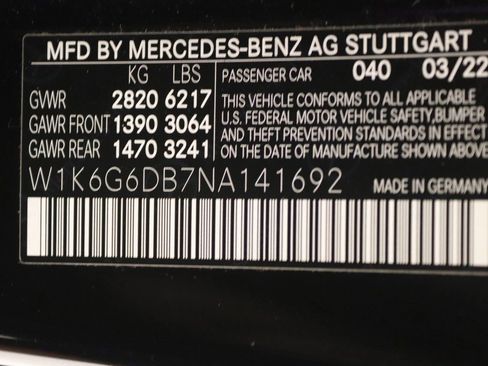 MFD BY MERCEDES-BENZ AG STUTTGART
KG LBS
GVWR 2820 6217
GAWR FRONT 1390 3064
GAWR REAR 1470 3241
PASSENGER CAR 040 03/22
THIS VEHICLE CONFORMS TO ALL APPLICABLE
U.S. FEDERAL MOTOR VEHICLE SAFETY, BUMPER
AND THEFT PREVENTION STANDARDS IN EFFECT
DATE OF MANUFACTURE SHOWN ABOVE
W1K6G6DB7NA141692
MADE IN GERMANY